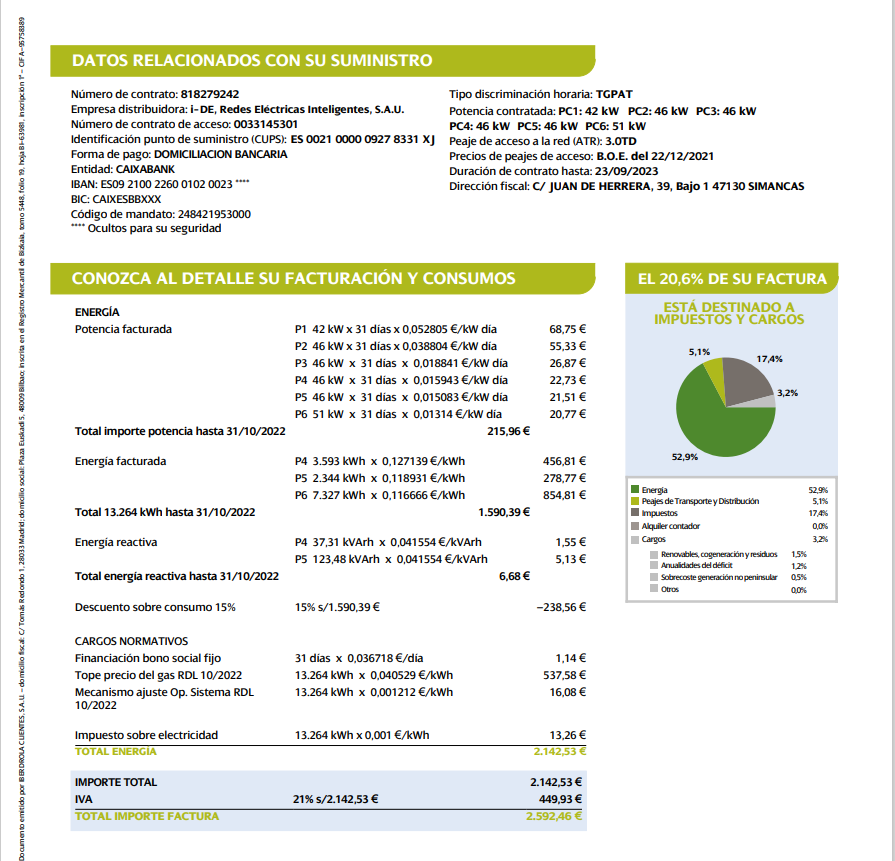 Documento emitido por IBERDROLA CLIENTES, S.A.U. – domicilio fiscal: C/ Tomás Redondo 1, 28033 Madrid; domicilio social: Plaza Euskadi 5, 48009 Bilbao; inscrita en el Registro Mercantil de Bizkaia, tomo 5448, folio 19, hoja BI-63981, inscripción 1ª – CIF A-95758389
DATOS RELACIONADOS CON SU SUMINISTRO
Número de contrato: 818279242
Empresa distribuidora: i-DE, Redes Eléctricas Inteligentes, S.A.U.
Número de contrato de acceso: 0033145301
Identificación punto de suministro (CUPS): ES 0021 0000 0927 8331 XJ
Forma de pago: DOMICILIACION BANCARIA
Entidad: CAIXABANK
IBAN: ES09 2100 2260 0102 0023 ****
BIC: CAIXESBBXXX
Código de mandato: 248421953000
**** Ocultos para su seguridad
Tipo discriminación horaria: TGPAT
Potencia contratada: PC1: 42 kW PC2: 46 kW PC3: 46 kW
PC4: 46 kW PC5: 46 kW PC6: 51 kW
Peaje de acceso a la red (ATR): 3.0TD
Precios de peajes de acceso: B.O.E. del 22/12/2021
Duración de contrato hasta: 23/09/2023
Dirección fiscal: C/ JUAN DE HERRERA, 39, Bajo 1 47130 SIMANCAS
CONOZCA AL DETALLE SU FACTURACIÓN Y CONSUMOS
ENERGÍA
Potencia facturada P1 42 kW x 31 días x 0,052805 €/kW día 68,75 €
P2 46 kW x 31 días x 0,038804 €/kW día 55,33 €
P3 46 kW x 31 días x 0,018841 €/kW día 26,87 €
P4 46 kW x 31 días x 0,015943 €/kW día 22,73 €
P5 46 kW x 31 días x 0,015083 €/kW día 21,51 €
P6 51 kW x 31 días x 0,01314 €/kW día 20,77 €
Total importe potencia hasta 31/10/2022 215,96 €
Energía facturada P4 3.593 kWh x 0,127139 €/kWh 456,81 €
P5 2.344 kWh x 0,118931 €/kWh 278,77 €
P6 7.327 kWh x 0,116666 €/kWh 854,81 €
Total 13.264 kWh hasta 31/10/2022 1.590,39 €
Energía reactiva P4 37,31 kVArh x 0,041554 €/kVArh 1,55 €
P5 123,48 kVArh x 0,041554 €/kVArh 5,13 €
Total energía reactiva hasta 31/10/2022 6,68 €
Descuento sobre consumo 15% 15% s/1.590,39 € –238,56 €
CARGOS NORMATIVOS
Financiación bono social fijo 31 días x 0,036718 €/día 1,14 €
Tope precio del gas RDL 10/2022 13.264 kWh x 0,040529 €/kWh 537,58 €
Mecanismo ajuste Op. Sistema RDL 13.264 kWh x 0,001212 €/kWh 16,08 €
10/2022
Impuesto sobre electricidad 13.264 kWh x 0,001 €/kWh 13,26 €
TOTAL ENERGÍA 2.142,53 €
IMPORTE TOTAL 2.142,53 €
IVA 21% s/2.142,53 € 449,93 €
TOTAL IMPORTE FACTURA 2.592,46 €
EL 20,6% DE SU FACTURA
ESTÁ DESTINADO A
IMPUESTOS Y CARGOS
5,1%
17,4%
3,2%
52,9%
Energía 52,9%
Peajes de Transporte y Distribución 5,1%
Impuestos 17,4%
Alquiler contador 0,0%
Cargos 3,2%
Renovables, cogeneración y residuos 1,5%
Anualidades del déficit 1,2%
Sobrecoste generación no peninsular 0,5%
Otros 0,0%